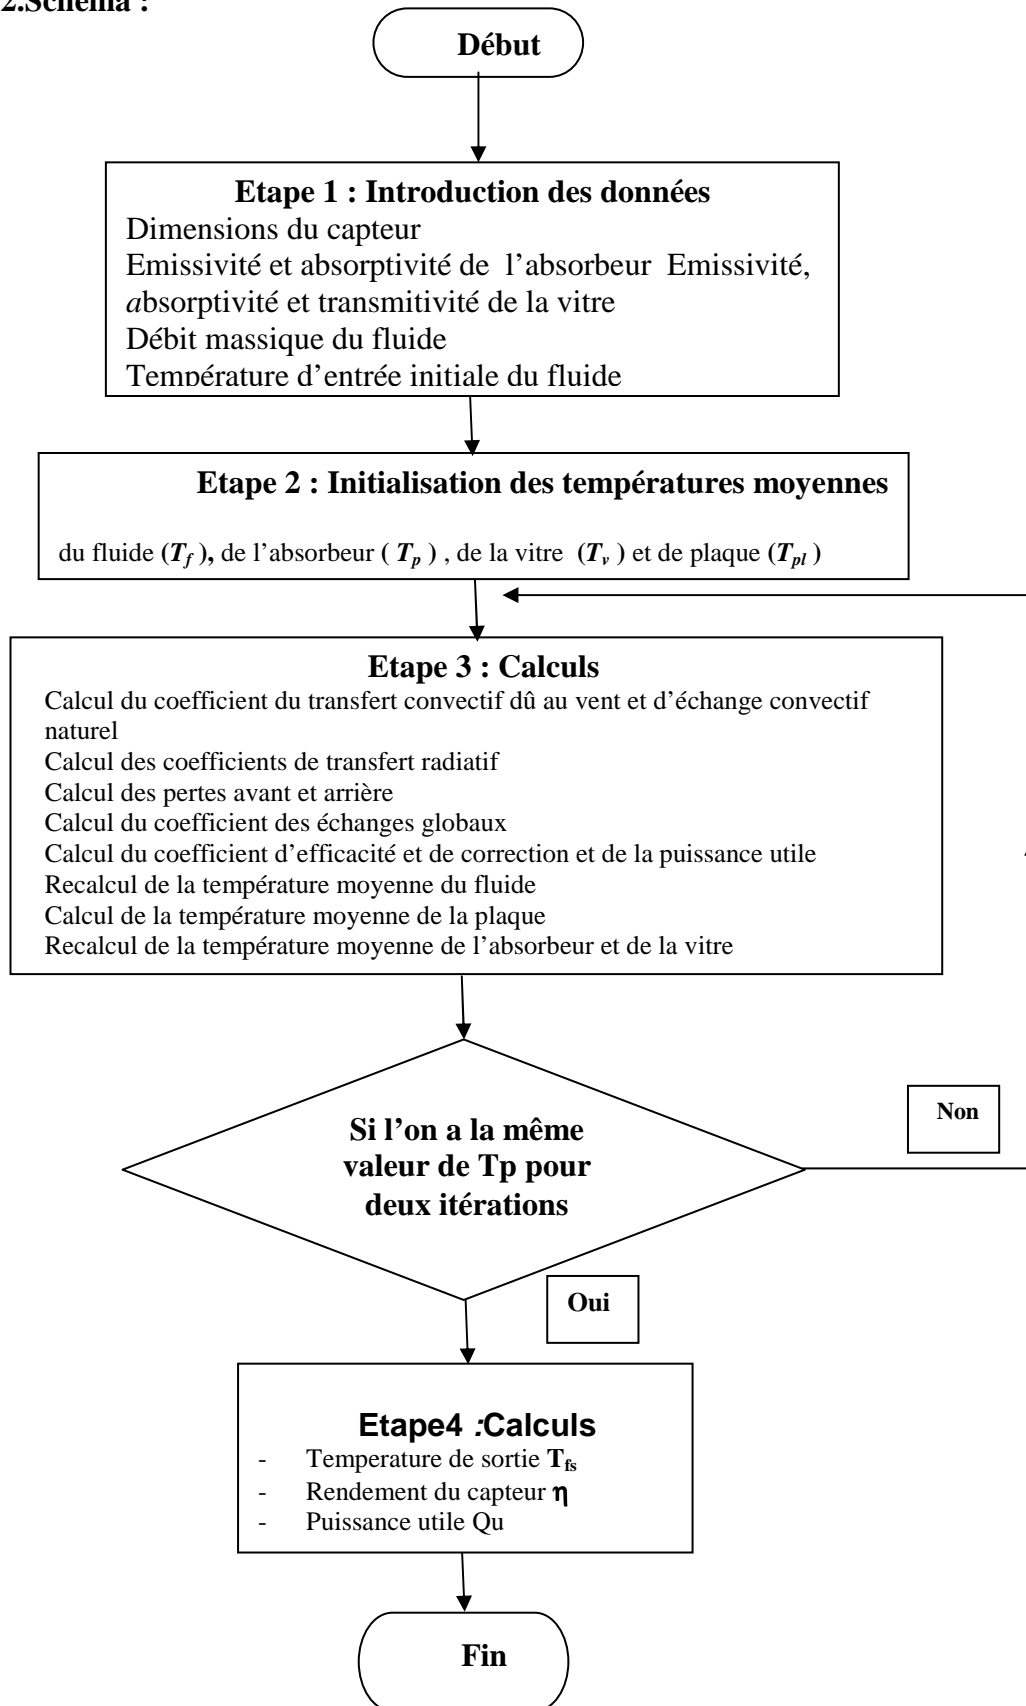 2.Schéma :
Début
Etape 1 : Introduction des données
Dimensions du capteur
Emissivité et absorptivité de l’absorbeur Emissivité,
absorptivité et transmitivité de la vitre
Débit massique du fluide
Température d’entrée initiale du fluide
Etape 2 : Initialisation des températures moyennes
du fluide (Tf ), de l’absorbeur ( Tp ) , de la vitre (Tv ) et de plaque (Tpl )
Etape 3 : Calculs
Calcul du coefficient du transfert convectif dû au vent et d’échange convectif
naturel
Calcul des coefficients de transfert radiatif
Calcul des pertes avant et arrière
Calcul du coefficient des échanges globaux
Calcul du coefficient d’efficacité et de correction et de la puissance utile
Recalcul de la température moyenne du fluide
Calcul de la température moyenne de la plaque
Recalcul de la température moyenne de l’absorbeur et de la vitre
Si l’on a la même
valeur de Tp pour
deux itérations
Non
Oui
Etape4 :Calculs
- Temperature de sortie Tfs
- Rendement du capteur η
- Puissance utile Qu
Fin